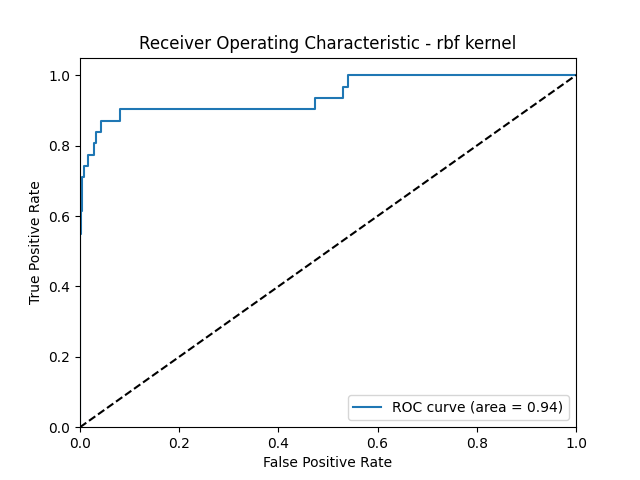 Receiver Operating Characteristic - rbf kernel
1.0
0.8
0.6
0.4
0.2
0.0
True Positive Rate
ROC curve (area = 0.94)
0.0 0.2 0.4 0.6 0.8 1.0
False Positive Rate